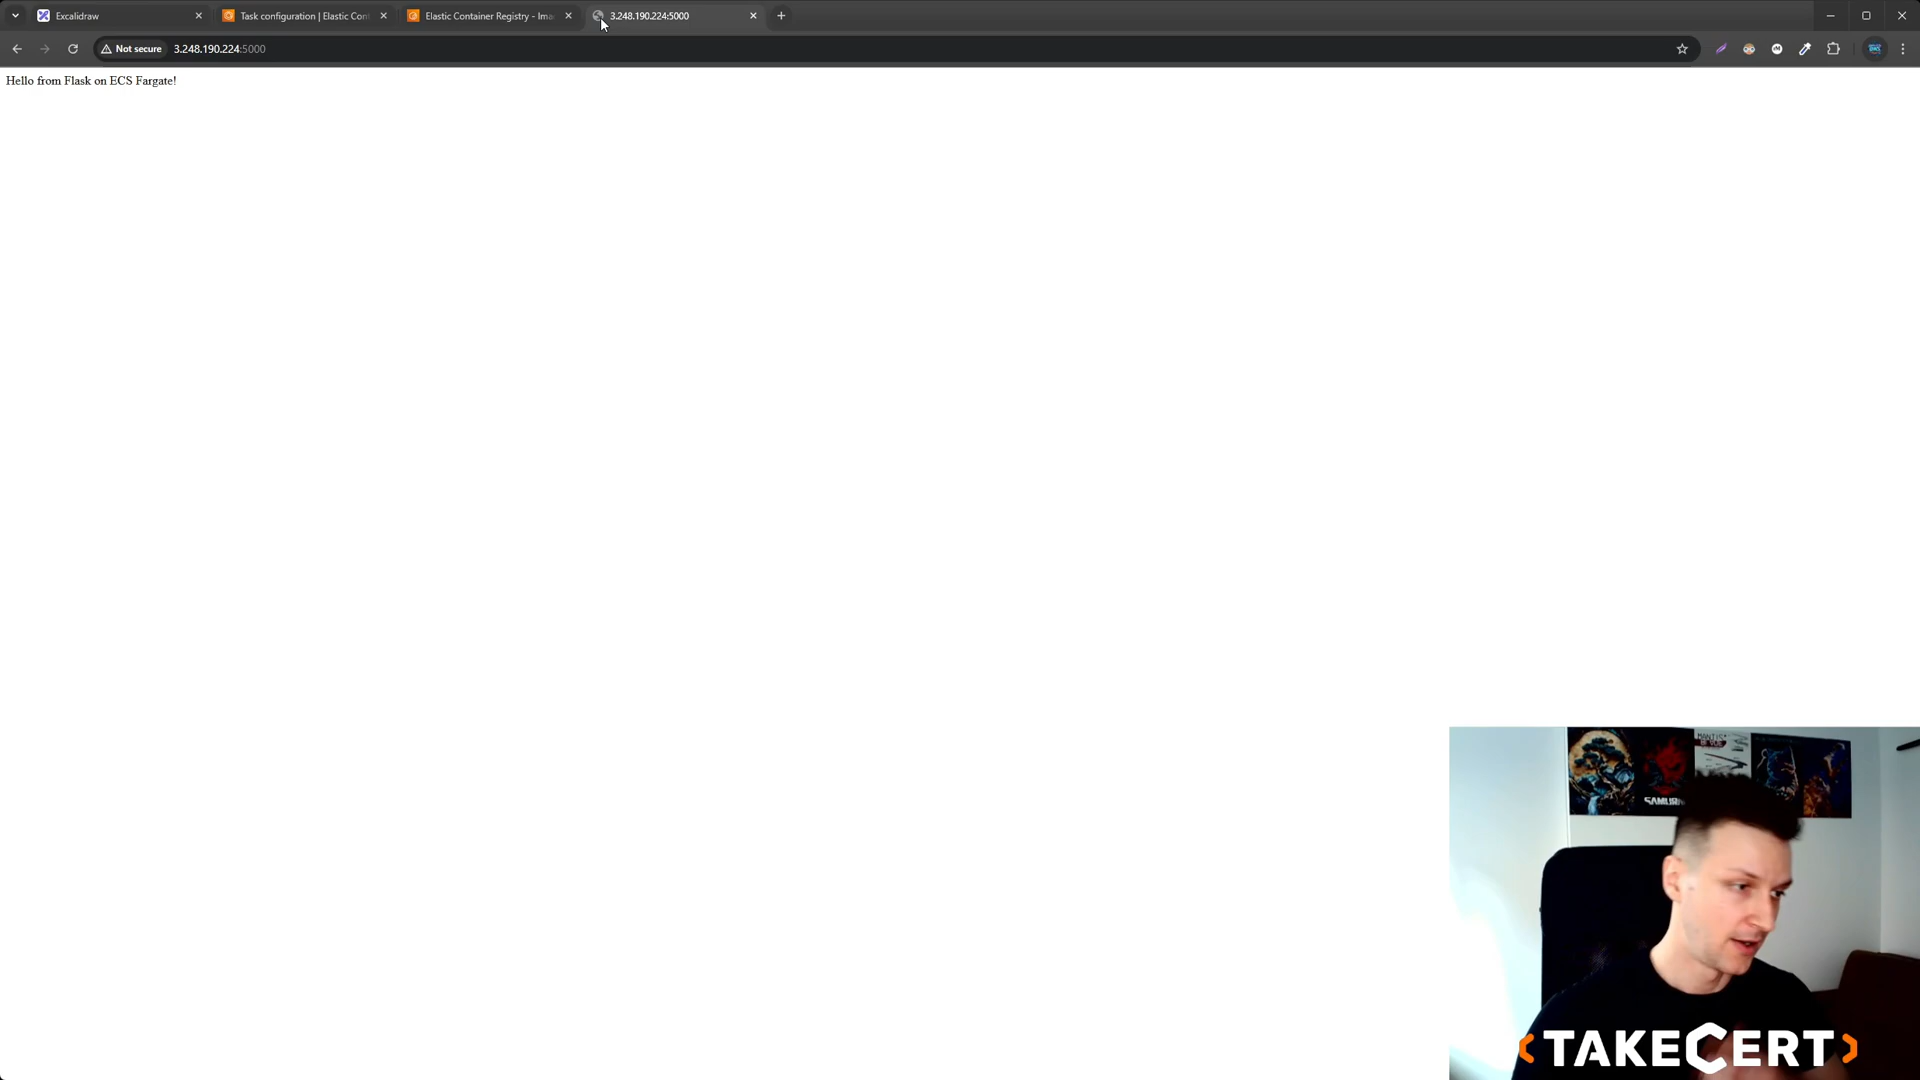 Excalidraw
Task configuration | Elastic Con
Elastic Container Registry - Ima
3.248.190.224:5000
Not secure
3.248.190.224:5000
Hello from Flask on ECS Fargate!
SAMURAI
TAKECERT